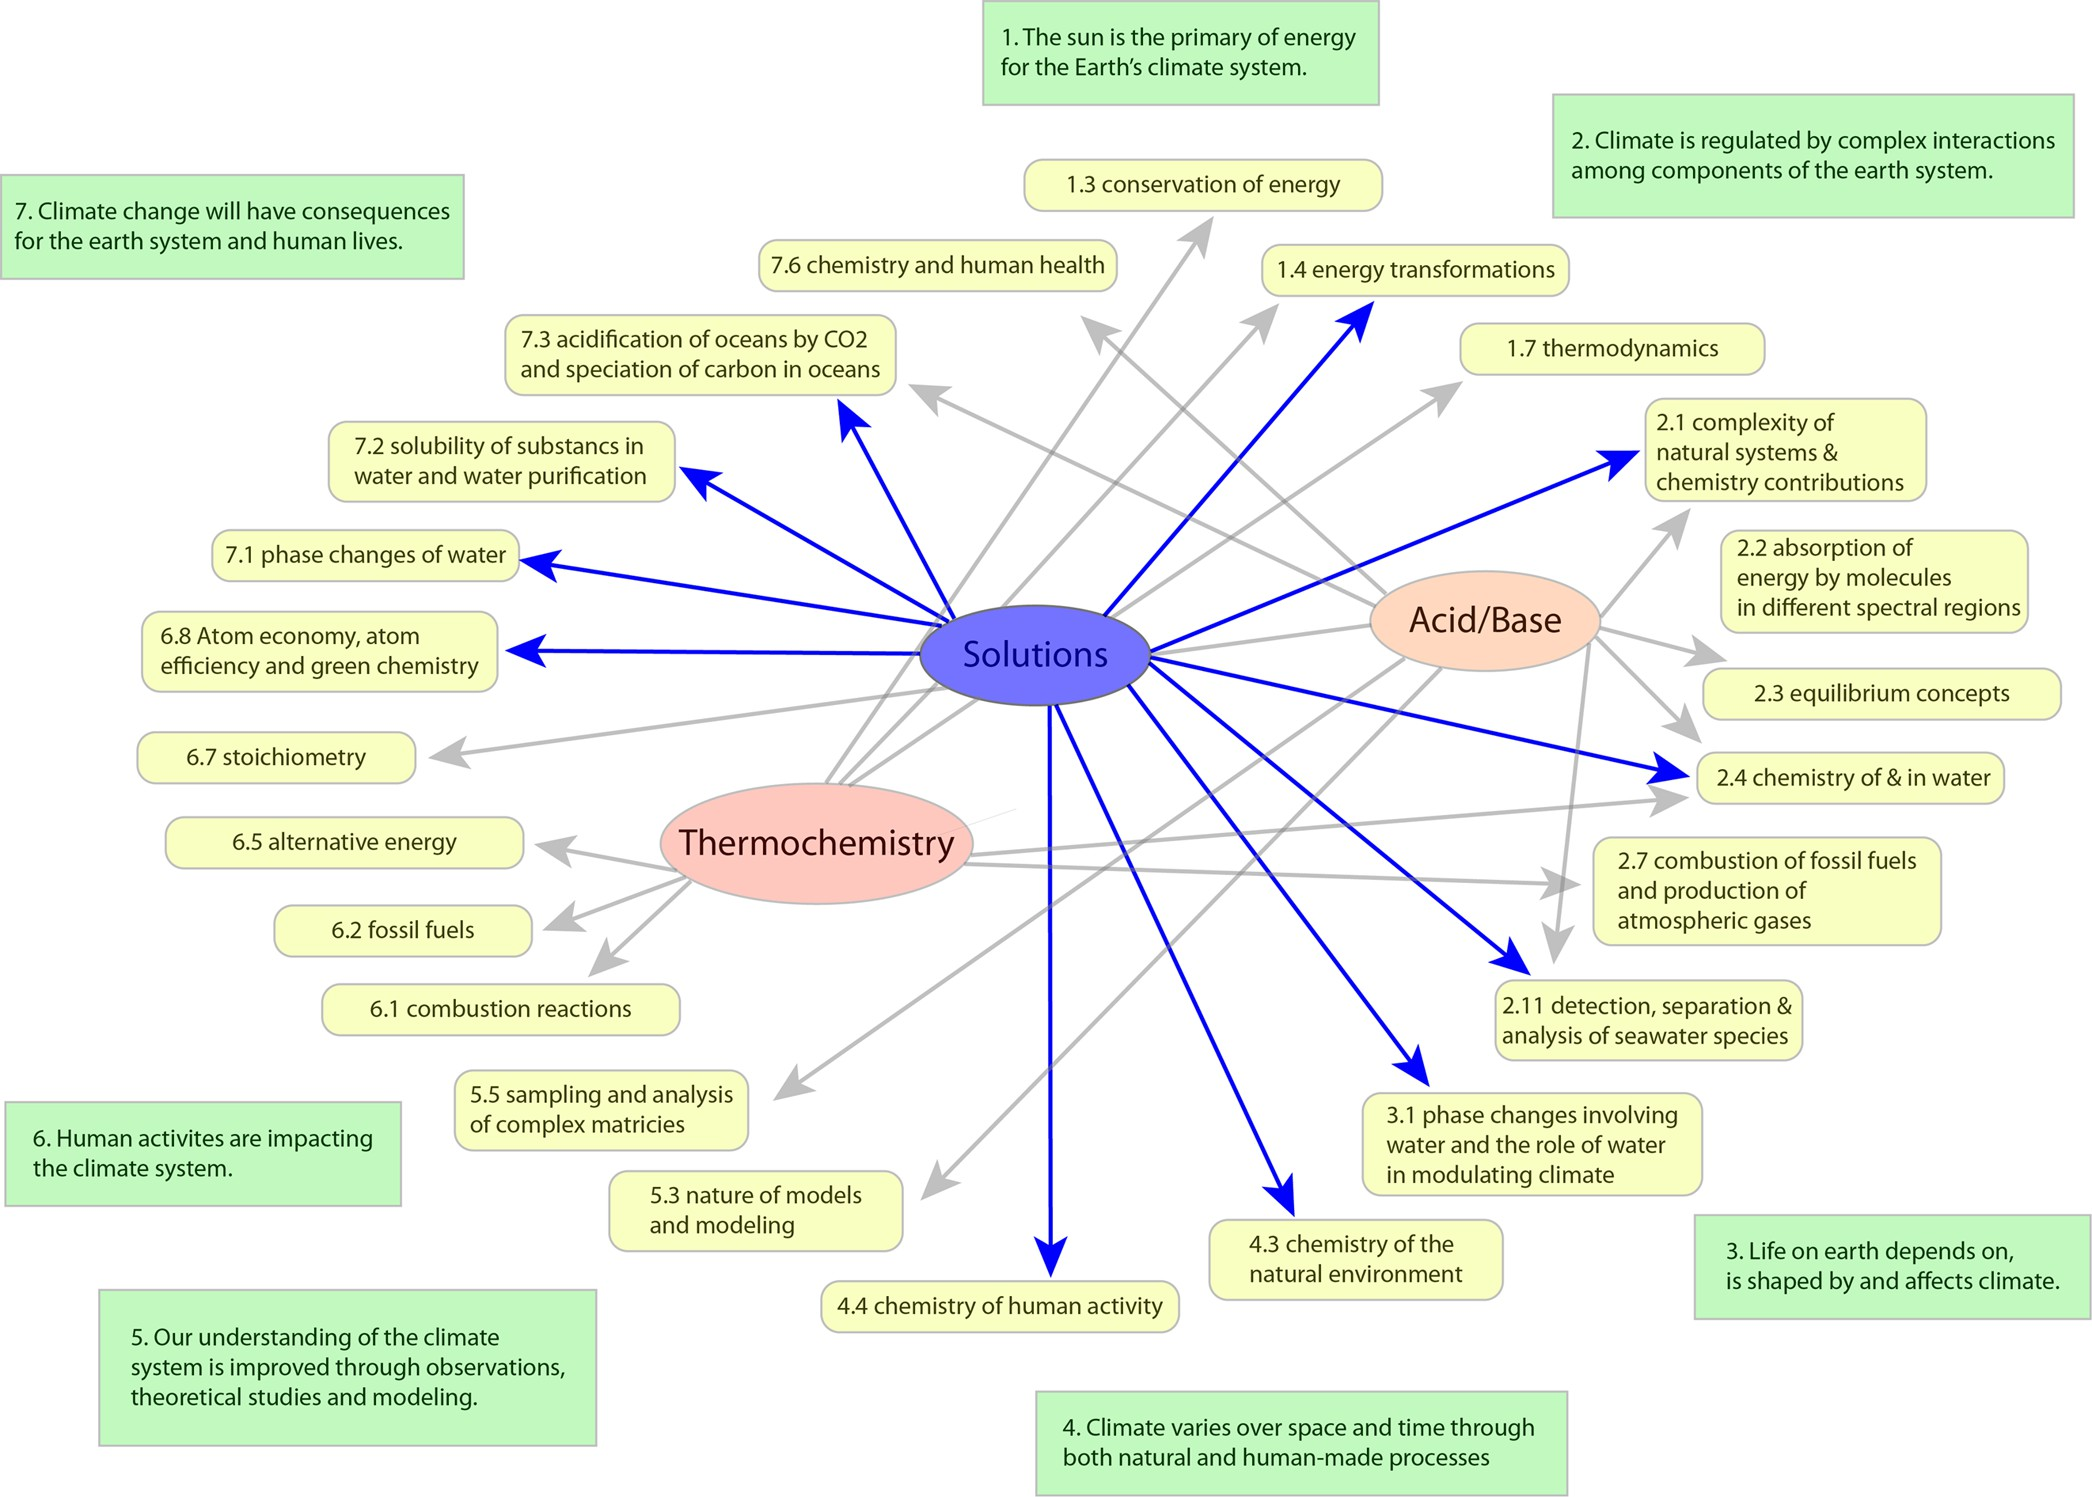 1. The sun is the primary of energy
for the Earth's climate system.
2. Climate is regulated by complex interactions
among components of the earth system.
7. Climate change will have consequences
for the earth system and human lives.
1.3 conservation of energy
7.6 chemistry and human health
1.4 energy transformations
7.3 acidification of oceans by CO2
and speciation of carbon in oceans
1.7 thermodynamics
7.2 solubility of substancs in
water and water purification
2.1 complexity of
natural systems &
chemistry contributions
7.1 phase changes of water
2.2 absorption of
energy by molecules
in different spectral regions
6.8 Atom economy, atom
efficiency and green chemistry
Solutions
Acid/Base
2.3 equilibrium concepts
6.7 stoichiometry
2.4 chemistry of & in water
6.5 alternative energy
Thermochemistry
2.7 combustion of fossil fuels
and production of
atmospheric gases
6.2 fossil fuels
6.1 combustion reactions
2.11 detection, separation &
analysis of seawater species
5.5 sampling and analysis
of complex matricies
3.1 phase changes involving
water and the role of water
in modulating climate
6. Human activites are impacting
the climate system.
5.3 nature of models
and modeling
4.3 chemistry of the
natural environment
3. Life on earth depends on,
is shaped by and affects climate.
4.4 chemistry of human activity
5. Our understanding of the climate
system is improved through observations,
theoretical studies and modeling.
4. Climate varies over space and time through
both natural and human-made processes